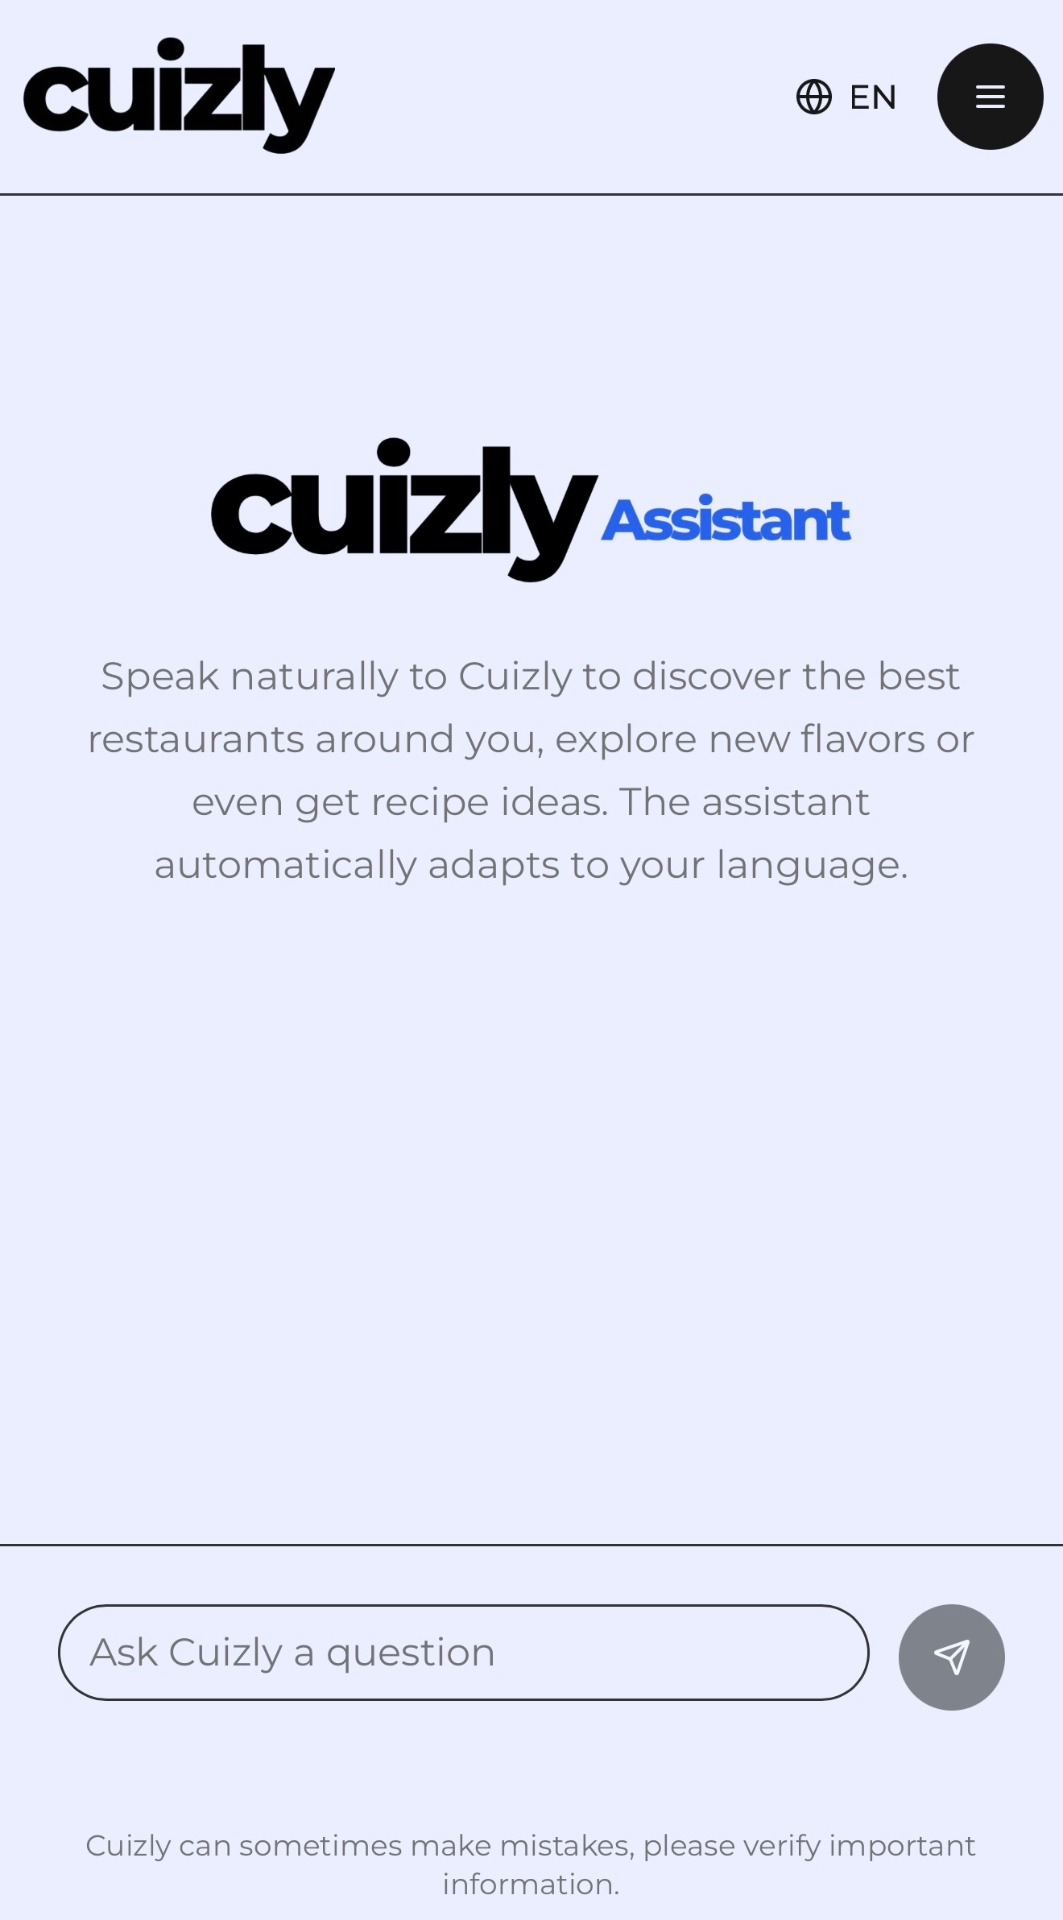 cuizly
EN
cuizly Assistant
Speak naturally to Cuizly to discover the best
restaurants around you, explore new flavors or
even get recipe ideas. The assistant
automatically adapts to your language.
Ask Cuizly a question
Cuizly can sometimes make mistakes, please verify important
information.